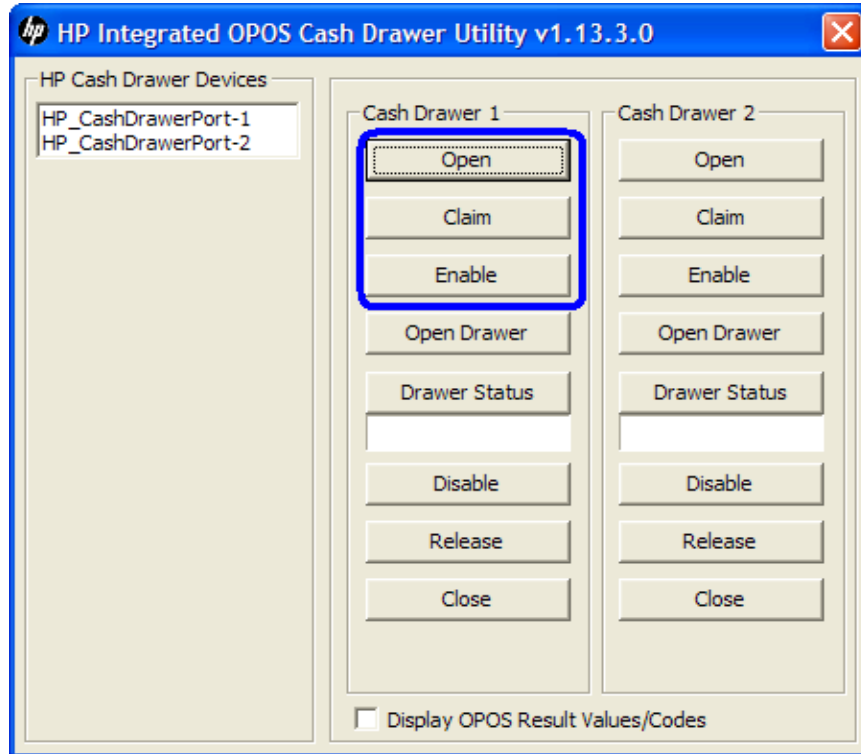 hp HP Integrated OPOS Cash Drawer Utility v1.13.3.0
HP Cash Drawer Devices
HP_CashDrawerPort-1
HP_CashDrawerPort-2
Cash Drawer 1
Open
Claim
Enable
Open Drawer
Drawer Status
Disable
Release
Close
Cash Drawer 2
Open
Claim
Enable
Open Drawer
Drawer Status
Disable
Release
Close
Display OPOS Result Values/Codes